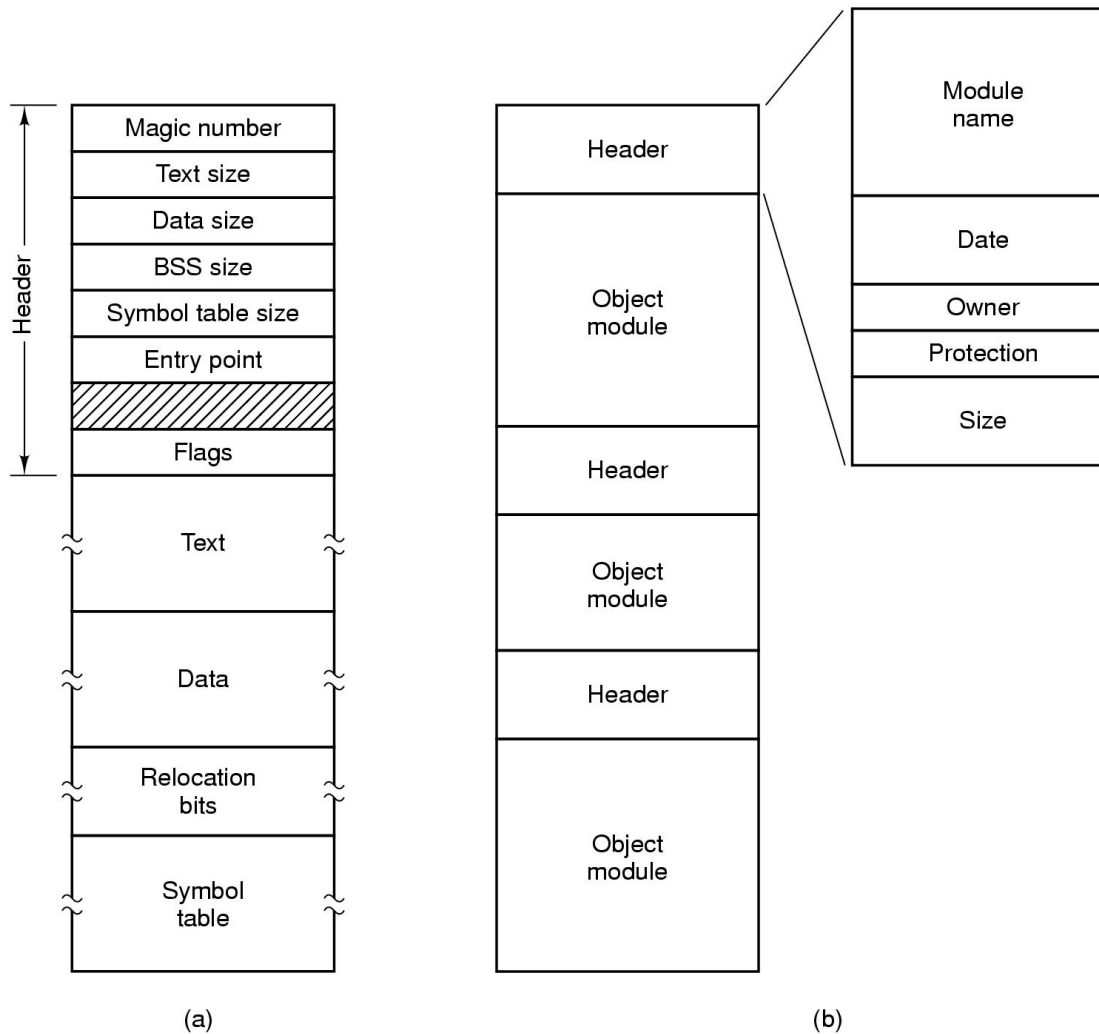 Header
Magic number
Text size
Data size
BSS size
Symbol table size
Entry point
Flags
Text
Data
Relocation
bits
Symbol
table
(a)
Header
Object
module
Header
Object
module
Header
Object
module
Module
name
Date
Owner
Protection
Size
(b)